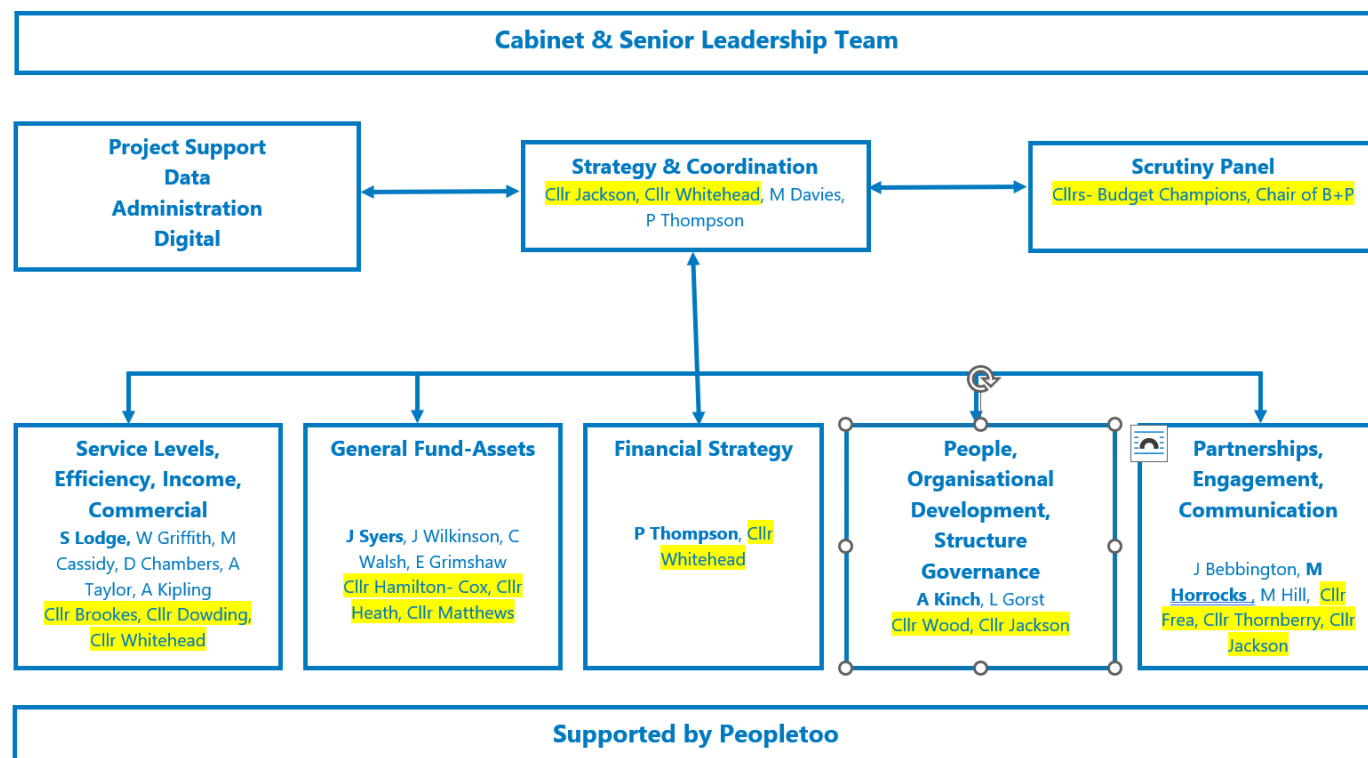 Cabinet & Senior Leadership Team
Project Support
Data
Administration
Digital
Strategy & Coordination
Cllr Jackson, Cllr Whitehead, M Davies,
P Thompson
Scrutiny Panel
Cllrs- Budget Champions, Chair of B+P
Service Levels,
Efficiency, Income,
Commercial
S Lodge, W Griffith, M
Cassidy, D Chambers, A
Taylor, A Kipling
Cllr Brookes, Cllr Dowding,
Cllr Whitehead
General Fund-Assets
J Syers, J Wilkinson, C
Walsh, E Grimshaw
Cllr Hamilton- Cox, Cllr
Heath, Cllr Matthews
Financial Strategy
P Thompson, Cllr
Whitehead
People,
Organisational
Development,
Structure
Governance
A Kinch, L Gorst
Cllr Wood, Cllr Jackson
Partnerships,
Engagement,
Communication
J Bebbington, M
Horrocks , M Hill, Cllr
Frea, Cllr Thornberry, Cllr
Jackson
Supported by Peopletoo